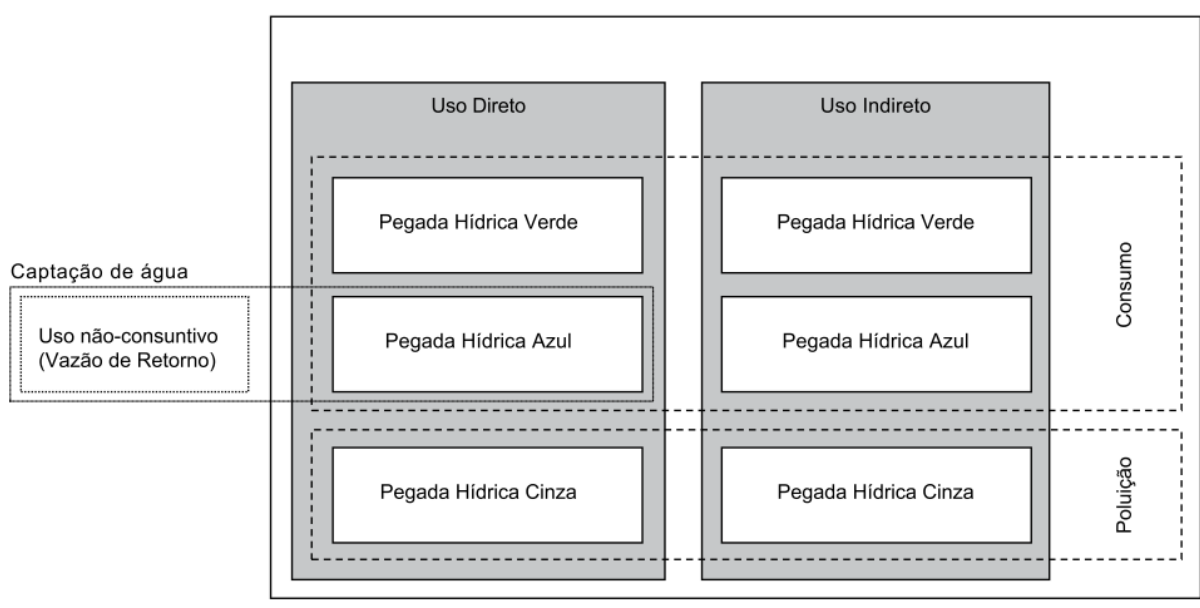 Uso Direto
Uso Indireto
Pegada Hídrica Verde
Pegada Hídrica Verde
Captação de água
Uso não-consuntivo
(Vazão de Retorno)
Pegada Hídrica Azul
Pegada Hídrica Azul
Consumo
Pegada Hídrica Cinza
Pegada Hídrica Cinza
Poluição